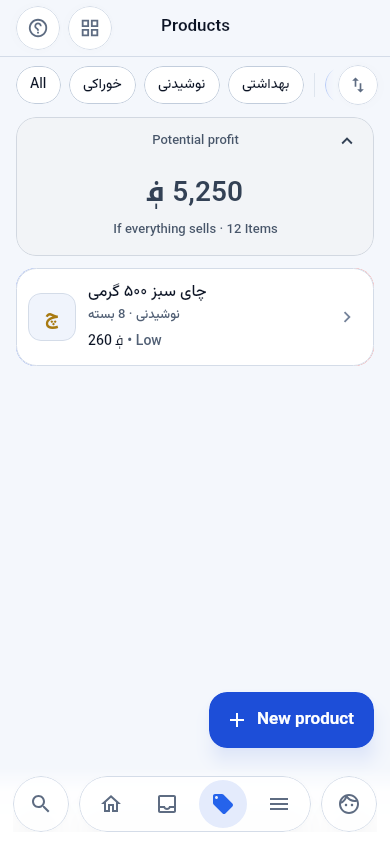 Products
All
خوراکی
نوشیدنی
بهداشتی
Potential profit
؋ 5,250
If everything sells · 12 Items
چ
چای سبز ۵۰۰ گرمی
نوشیدنی · 8 بسته
260 ؋ • Low
New product